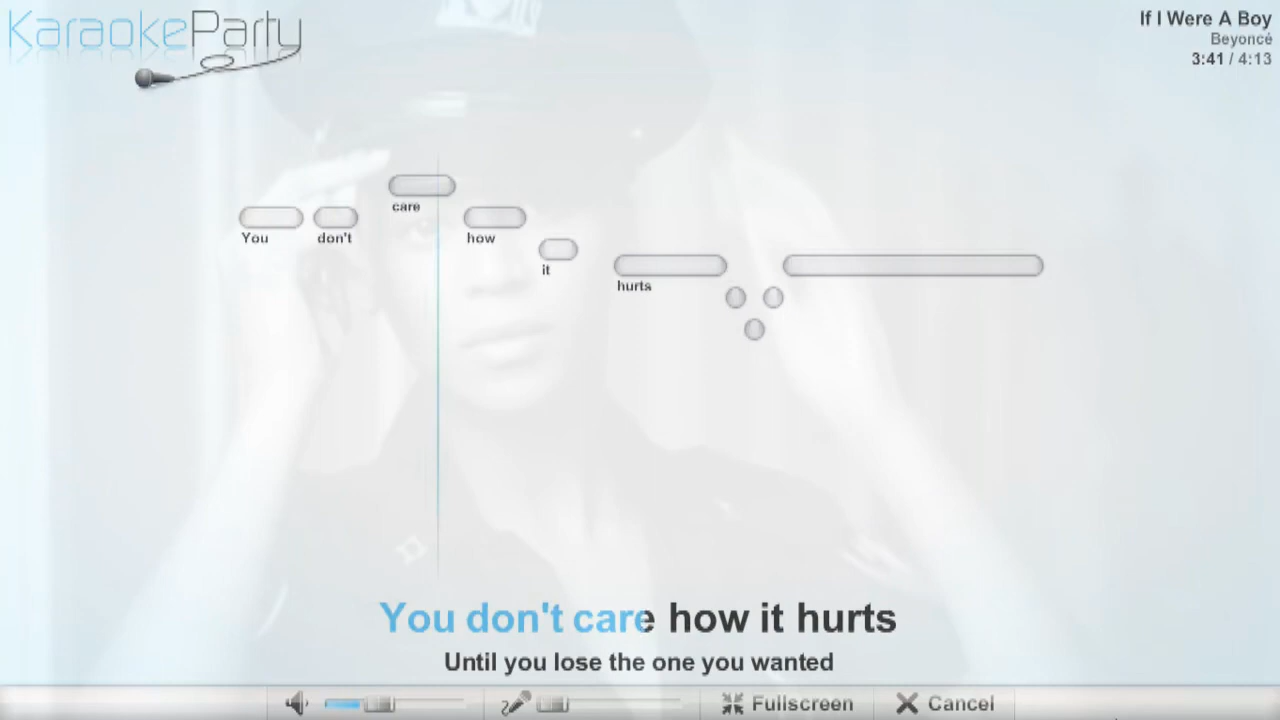 KaraokeParty
If I Were A Boy
Beyoncé
3:41 / 4:13
care
You don't how
it
hurts
You don't care how it hurts
Until you lose the one you wanted
Fullscreen Cancel